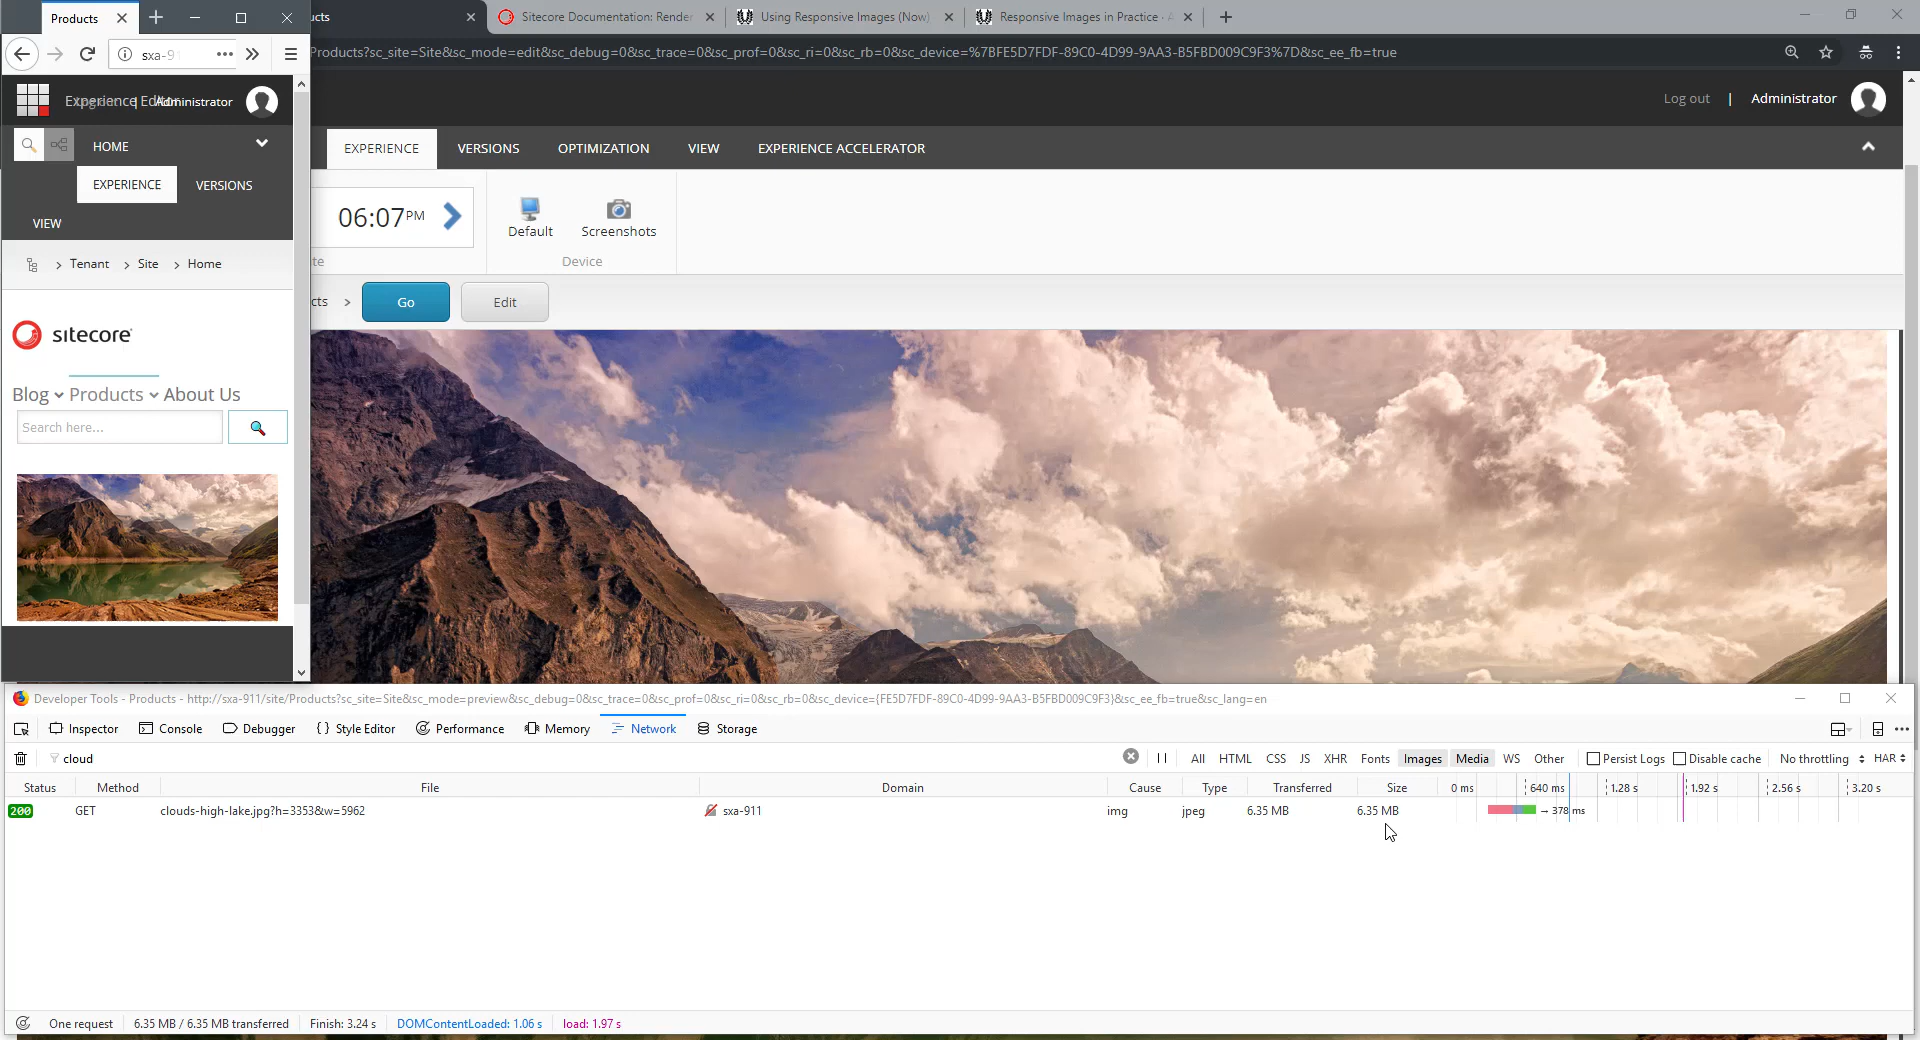 Products
sxa-91
Experience Editor
Log out | Administrator
HOME
EXPERIENCE
VERSIONS
VIEW
Tenant > Site > Home
sitecore
Blog Products About Us
Search here...
ucts
Sitecore Documentation: Render
Using Responsive Images (Now)
Responsive Images in Practice · A
Products?sc_site=Site&sc_mode=edit&sc_debug=0&sc_trace=0&sc_prof=0&sc_ri=0&sc_rb=0&sc_device=%7BFE5D7FDF-89C0-4D99-9AA3-B5FBD009C9F3%7D&sc_ee_fb=true
Log out | Administrator
EXPERIENCE VERSIONS OPTIMIZATION VIEW EXPERIENCE ACCELERATOR
06:07 PM
Default
Screenshots
te
Device
cts > Go Edit
Developer Tools - Products - http://sxa-911/site/Products?sc_site=Site&sc_mode=preview&sc_debug=0&sc_trace=0&sc_prof=0&sc_ri=0&sc_rb=0&sc_device={FE5D7FDF-89C0-4D99-9AA3-B5FBD009C9F3}&sc_ee_fb=true&sc_lang=en
Inspector Console Debugger {} Style Editor Performance Memory Network Storage
cloud
All HTML CSS JS XHR Fonts Images Media WS Other Persist Logs Disable cache No throttling HAR
Status Method File Domain Cause Type Transferred Size 0 ms 640 ms 1.28 s 1.92 s 2.56 s 3.20 s
200 GET clouds-high-lake.jpg?h=3353&w=5962 sxa-911 img jpeg 6.35 MB 6.35 MB → 378 ms
One request 6.35 MB / 6.35 MB transferred Finish: 3.24 s DOMContentLoaded: 1.06 s load: 1.97 s